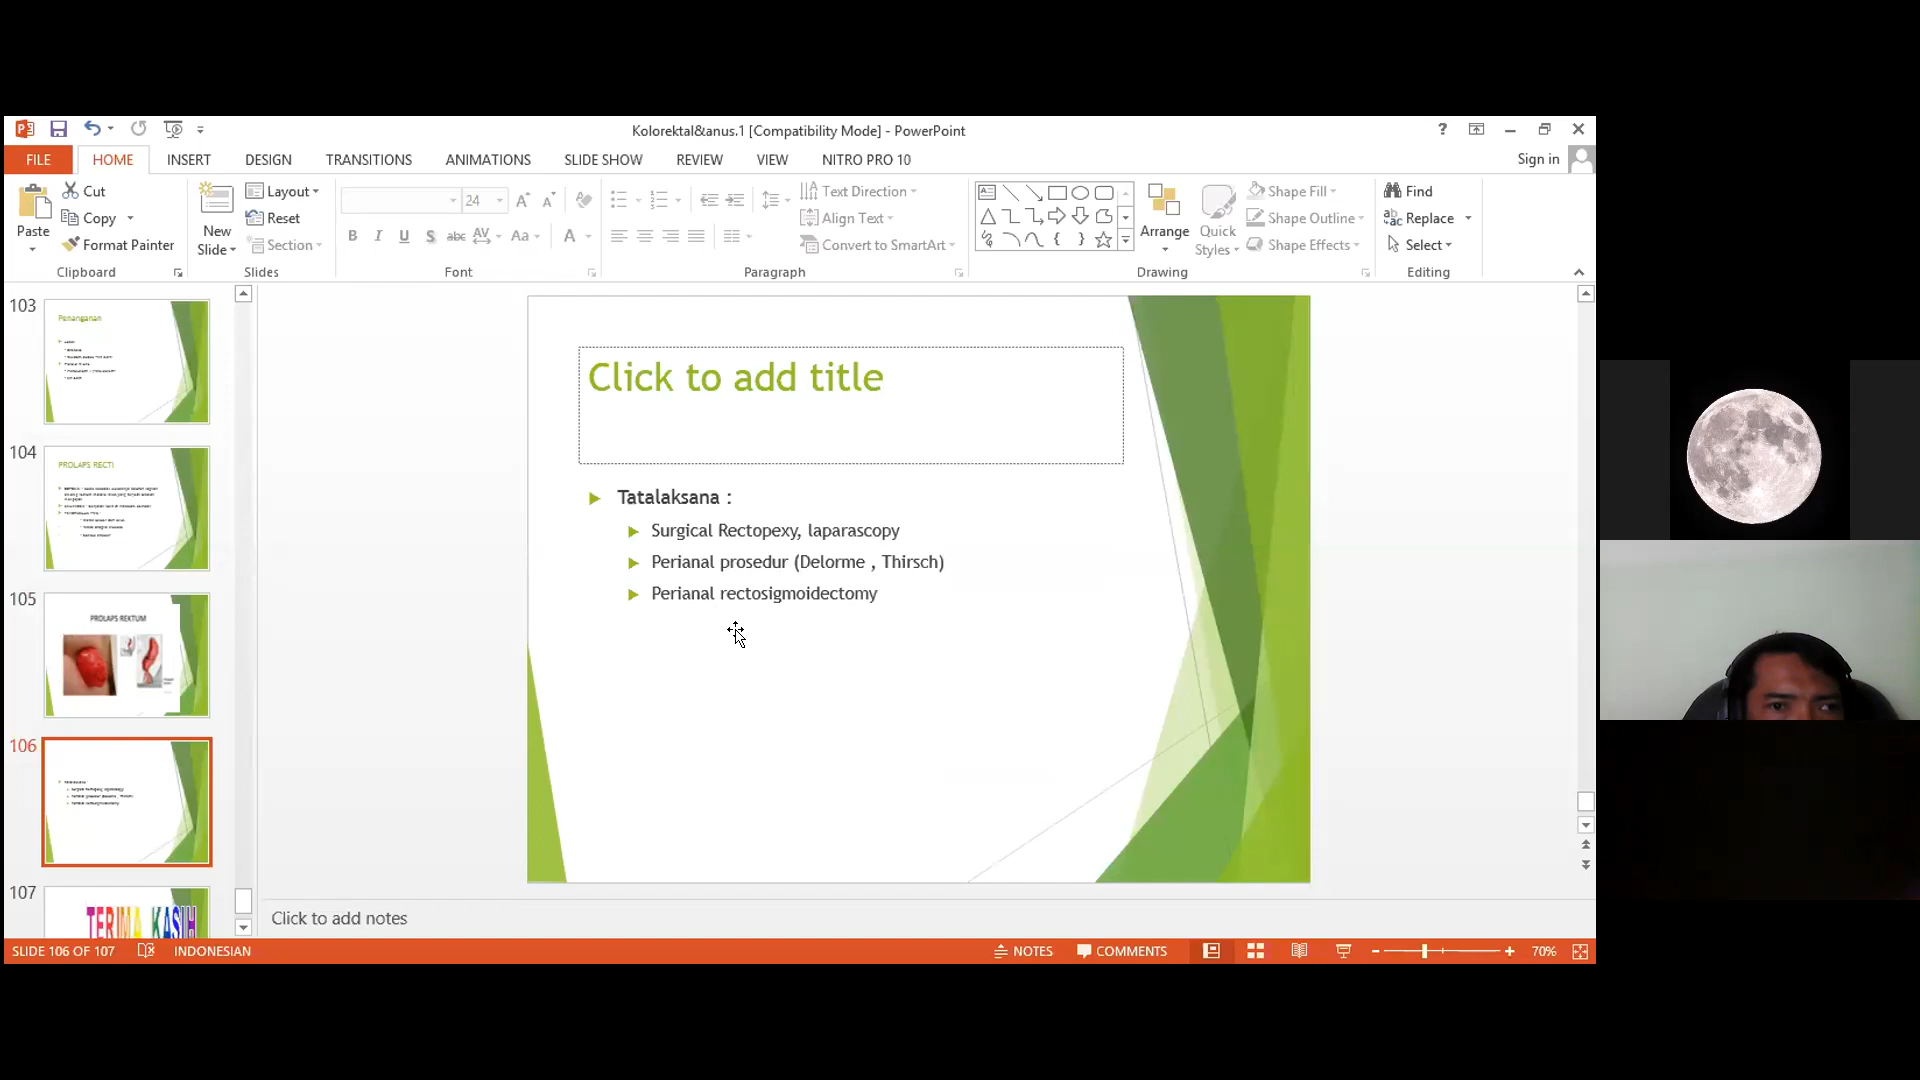 Kolorektal&anus.1 [Compatibility Mode] - PowerPoint
?
FILE HOME INSERT DESIGN TRANSITIONS ANIMATIONS SLIDE SHOW REVIEW VIEW NITRO PRO 10 Sign in
Paste
Cut
Copy
Format Painter
Clipboard
New Slide
Layout
Reset
Section
Slides
24
B I U S abc AV Aa A
Font
Text Direction
Align Text
Convert to SmartArt
Paragraph
Arrange
Quick Styles
Shape Fill
Shape Outline
Shape Effects
Drawing
Find
Replace
Select
Editing
103
Penanganan
104
PROLAPS RECTI
105
PROLAPS REKTUM
106
107
TERIMA KASIH
Click to add title
Tatalaksana :
Surgical Rectopexy, laparascopy
Perianal prosedur (Delorme , Thirsch)
Perianal rectosigmoidectomy
Click to add notes
SLIDE 106 OF 107 INDONESIAN NOTES COMMENTS 70%